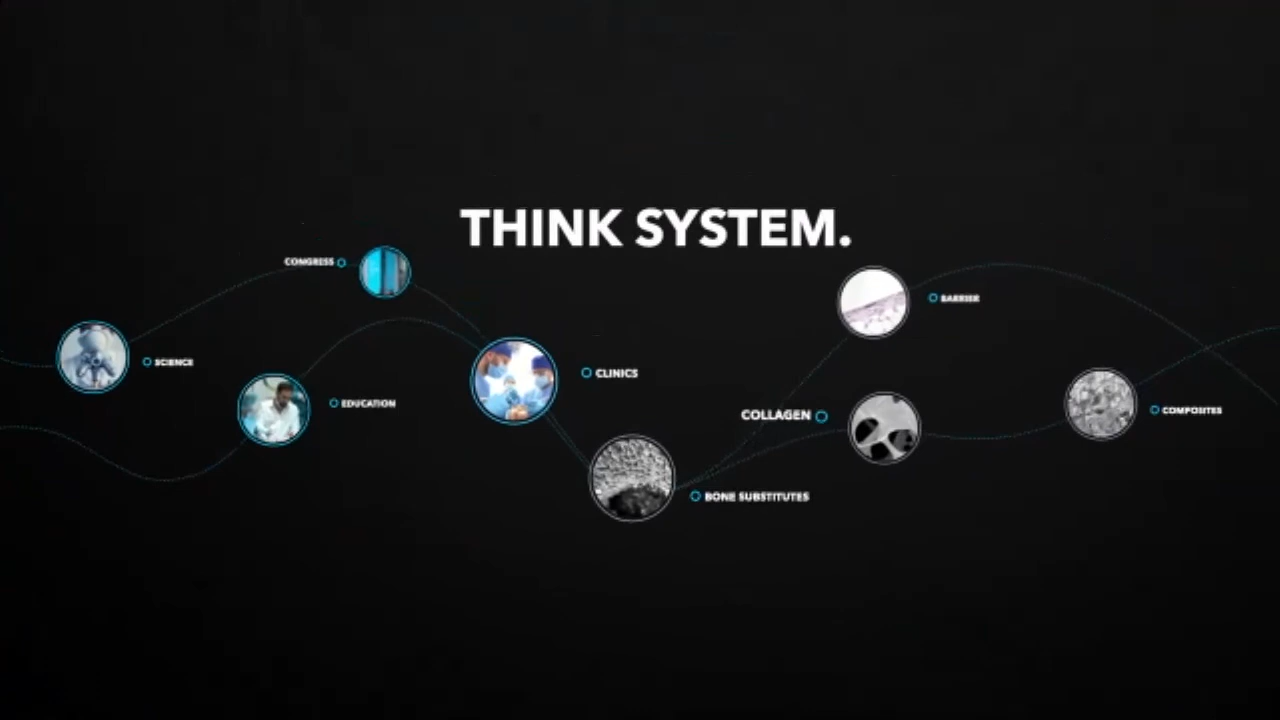 THINK SYSTEM.
CONGRESS
BARRIER
SCIENCE
CLINICS
EDUCATION
COLLAGEN
COMPOSITES
BONE SUBSTITUTES